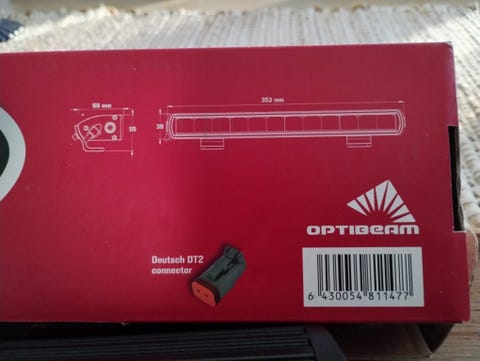 68 mm
353 mm
39
55
OPTIBEAM
Deutsch DT2
connector
6 430054 811477